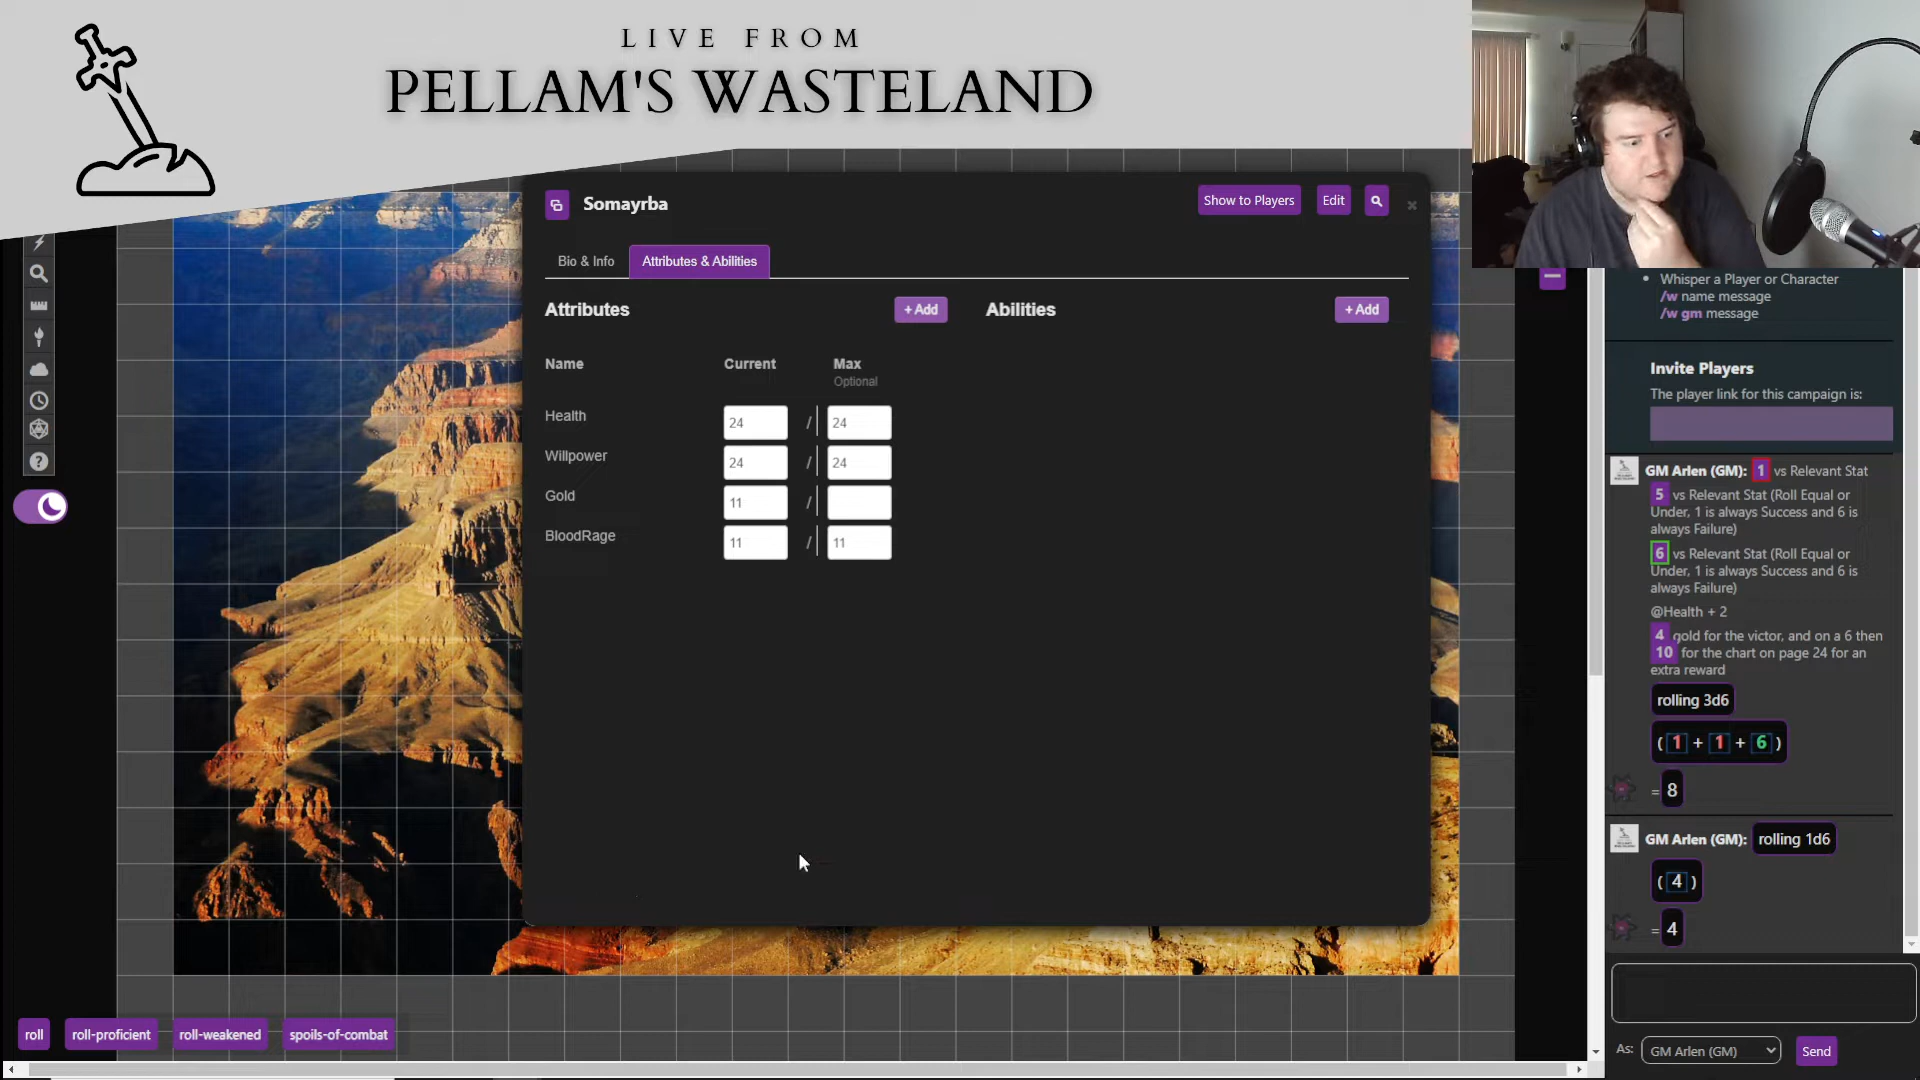 LIVE FROM
PELLAM'S WASTELAND
Somayrba
Show to Players
Edit
Bio & Info
Attributes & Abilities
Attributes
+ Add
Abilities
+ Add
Name
Current
Max
Optional
Health
24
/
24
Willpower
24
/
24
Gold
11
/
BloodRage
11
/
11
Whisper a Player or Character
/w name message
/w gm message
Invite Players
The player link for this campaign is:
GM Arlen (GM): 1 vs Relevant Stat
5 vs Relevant Stat (Roll Equal or
Under, 1 is always Success and 6 is
always Failure)
6 vs Relevant Stat (Roll Equal or
Under, 1 is always Success and 6 is
always Failure)
@Health + 2
4 gold for the victor, and on a 6 then
10 for the chart on page 24 for an
extra reward
rolling 3d6
(1 + 1 + 6)
= 8
GM Arlen (GM): rolling 1d6
(4)
= 4
As: GM Arlen (GM)
Send
roll
roll-proficient
roll-weakened
spoils-of-combat